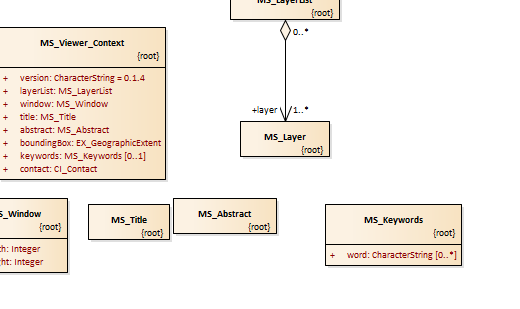 MS_LayerList
{root}
0..*
MS_Viewer_Context
{root}
+ version: CharacterString = 0.1.4
+ layerList: MS_LayerList
+ window: MS_Window
+ title: MS_Title
+ abstract: MS_Abstract
+ boundingBox: EX_GeographicExtent
+ keywords: MS_Keywords [0..1]
+ contact: CI_Contact
+layer
1..*
MS_Layer
{root}
S_Window
{root}
th: Integer
ght: Integer
MS_Title
{root}
MS_Abstract
{root}
MS_Keywords
{root}
+ word: CharacterString [0..*]